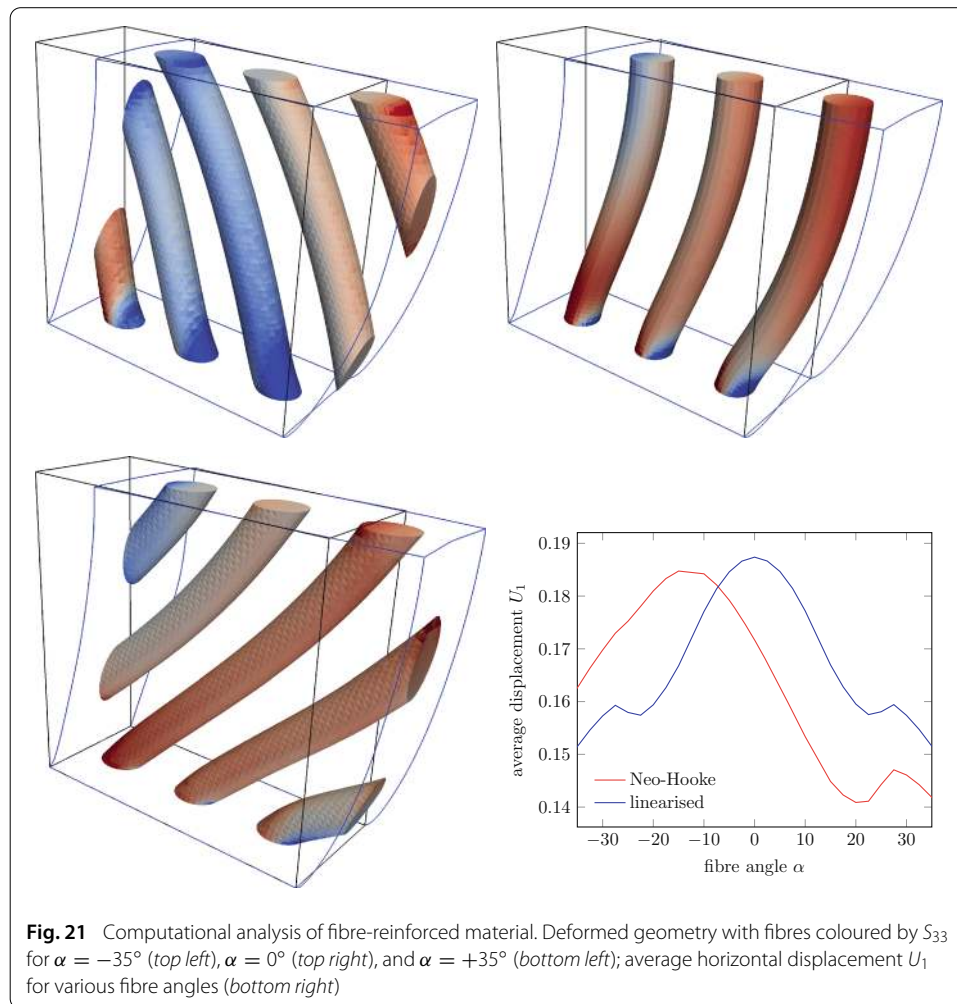 0.19
0.18
0.17
0.16
0.15
0.14
average displacement U₁
Neo-Hooke
linearised
−30 −20 −10 0 10 20 30
fibre angle α
Fig. 21 Computational analysis of fibre-reinforced material. Deformed geometry with fibres coloured by S₃₃
for α = −35° (top left), α = 0° (top right), and α = +35° (bottom left); average horizontal displacement U₁
for various fibre angles (bottom right)